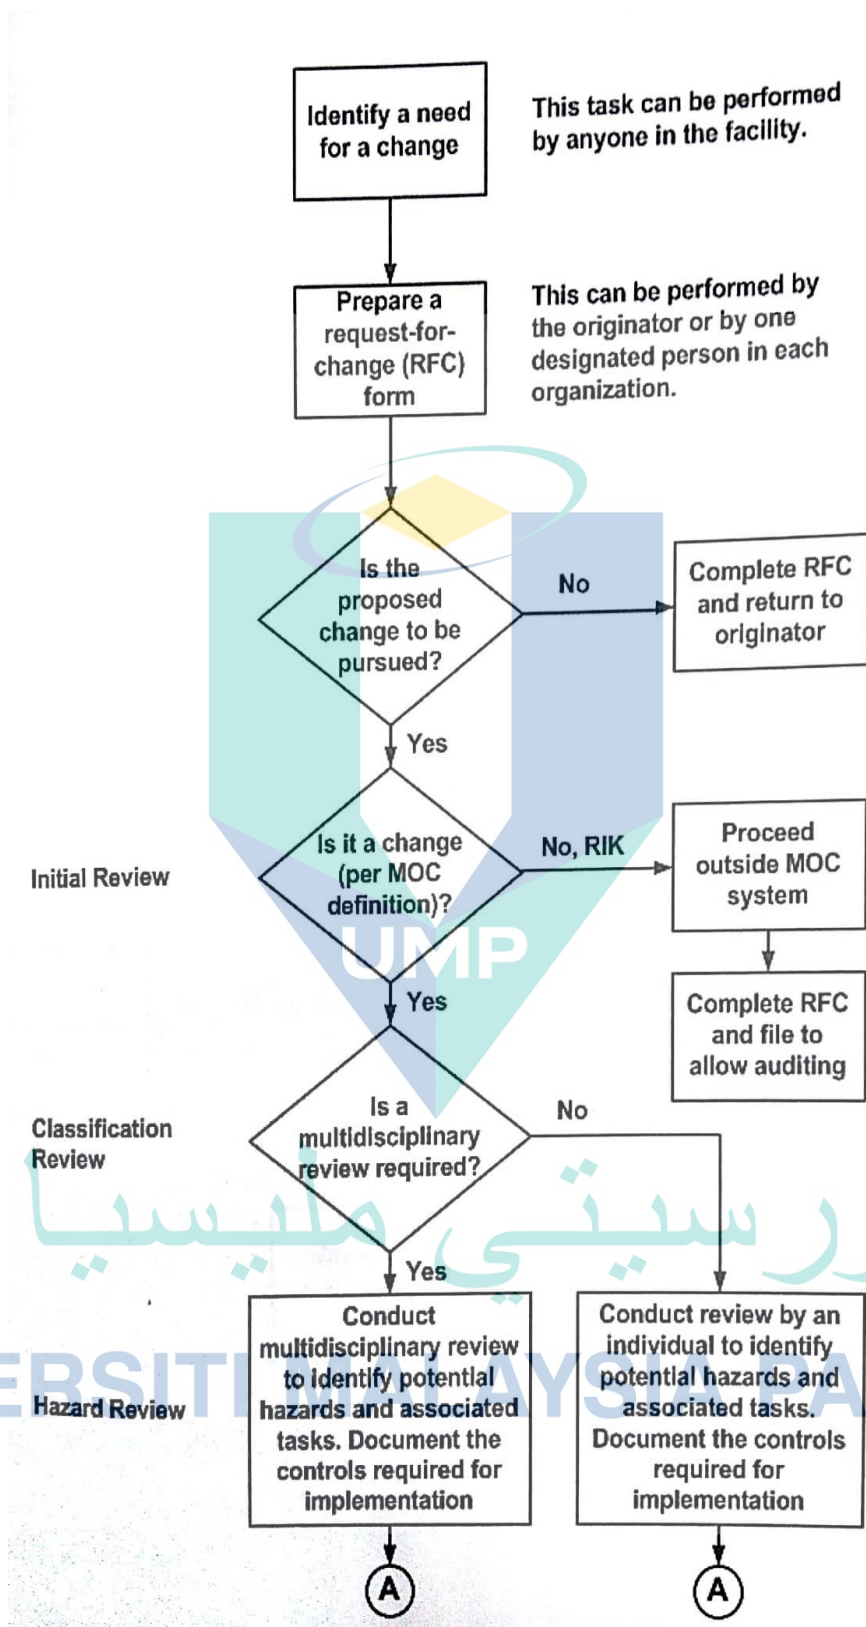 Identify a need
for a change
This task can be performed
by anyone in the facility.
Prepare a
request-for-
change (RFC)
form
This can be performed by
the originator or by one
designated person in each
organization.
Is the
proposed
change to be
pursued?
No
Complete RFC
and return to
originator
Yes
Initial Review
Is it a change
(per MOC
definition)?
No, RIK
Proceed
outside MOC
system
UMP
Yes
Complete RFC
and file to
allow auditing
Classification
Review
Is a
multidisciplinary
review required?
No
رسيتي مليسيا
Yes
Hazard Review
Conduct
multidisciplinary review
to identify potential
hazards and associated
tasks. Document the
controls required for
implementation
Conduct review by an
individual to identify
potential hazards and
associated tasks.
Document the controls
required for
implementation
ERSITI MALAYSIA PA
A
A